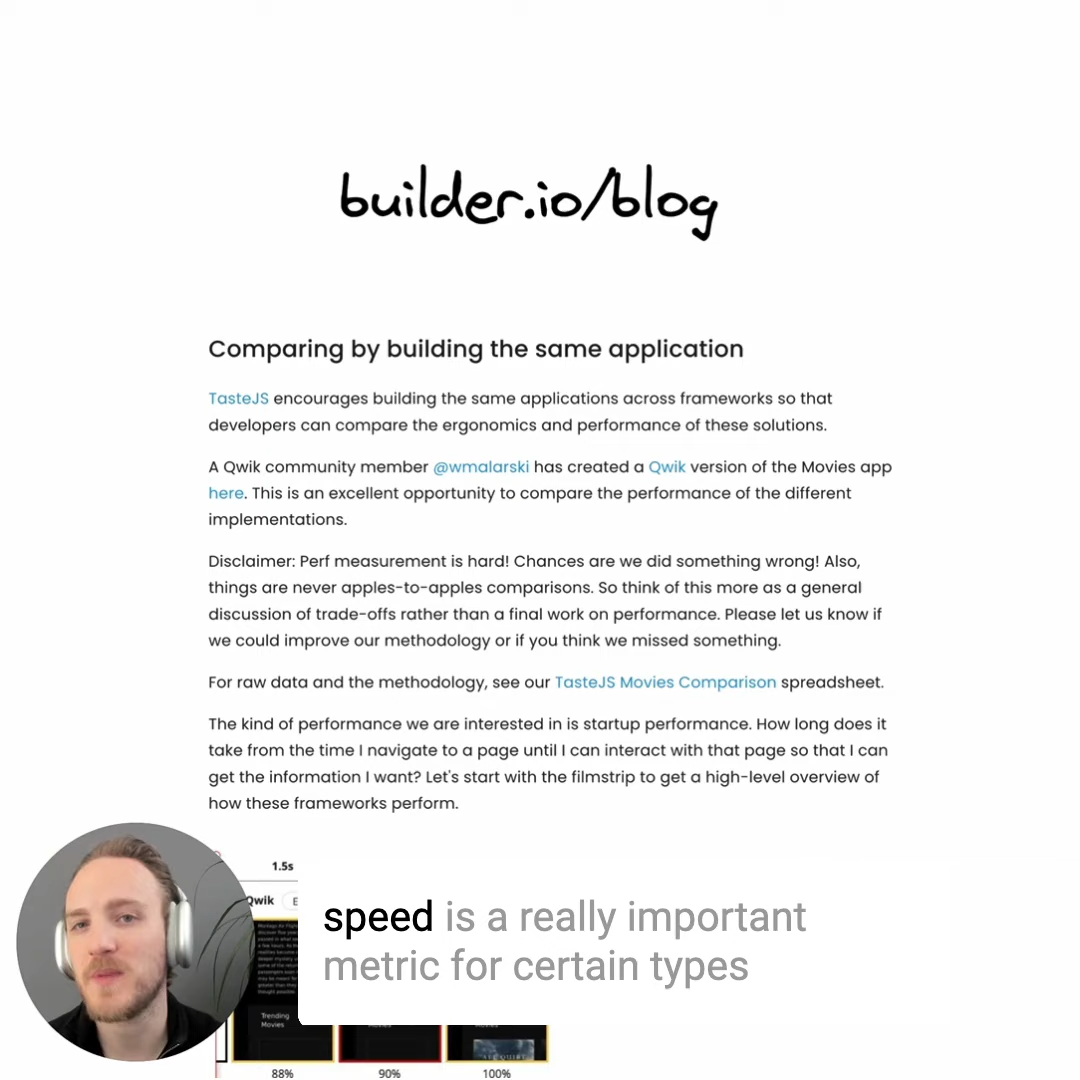 builder.io/blog
Comparing by building the same application
TasteJS encourages building the same applications across frameworks so that
developers can compare the ergonomics and performance of these solutions.
A Qwik community member @wmalarski has created a Qwik version of the Movies app
here. This is an excellent opportunity to compare the performance of the different
implementations.
Disclaimer: Perf measurement is hard! Chances are we did something wrong! Also,
things are never apples-to-apples comparisons. So think of this more as a general
discussion of trade-offs rather than a final work on performance. Please let us know if
we could improve our methodology or if you think we missed something.
For raw data and the methodology, see our TasteJS Movies Comparison spreadsheet.
The kind of performance we are interested in is startup performance. How long does it
take from the time I navigate to a page until I can interact with that page so that I can
get the information I want? Let's start with the filmstrip to get a high-level overview of
how these frameworks perform.
1.5s
Qwik
speed is a really important
metric for certain types
Trending
Movies
88% 90% 100%